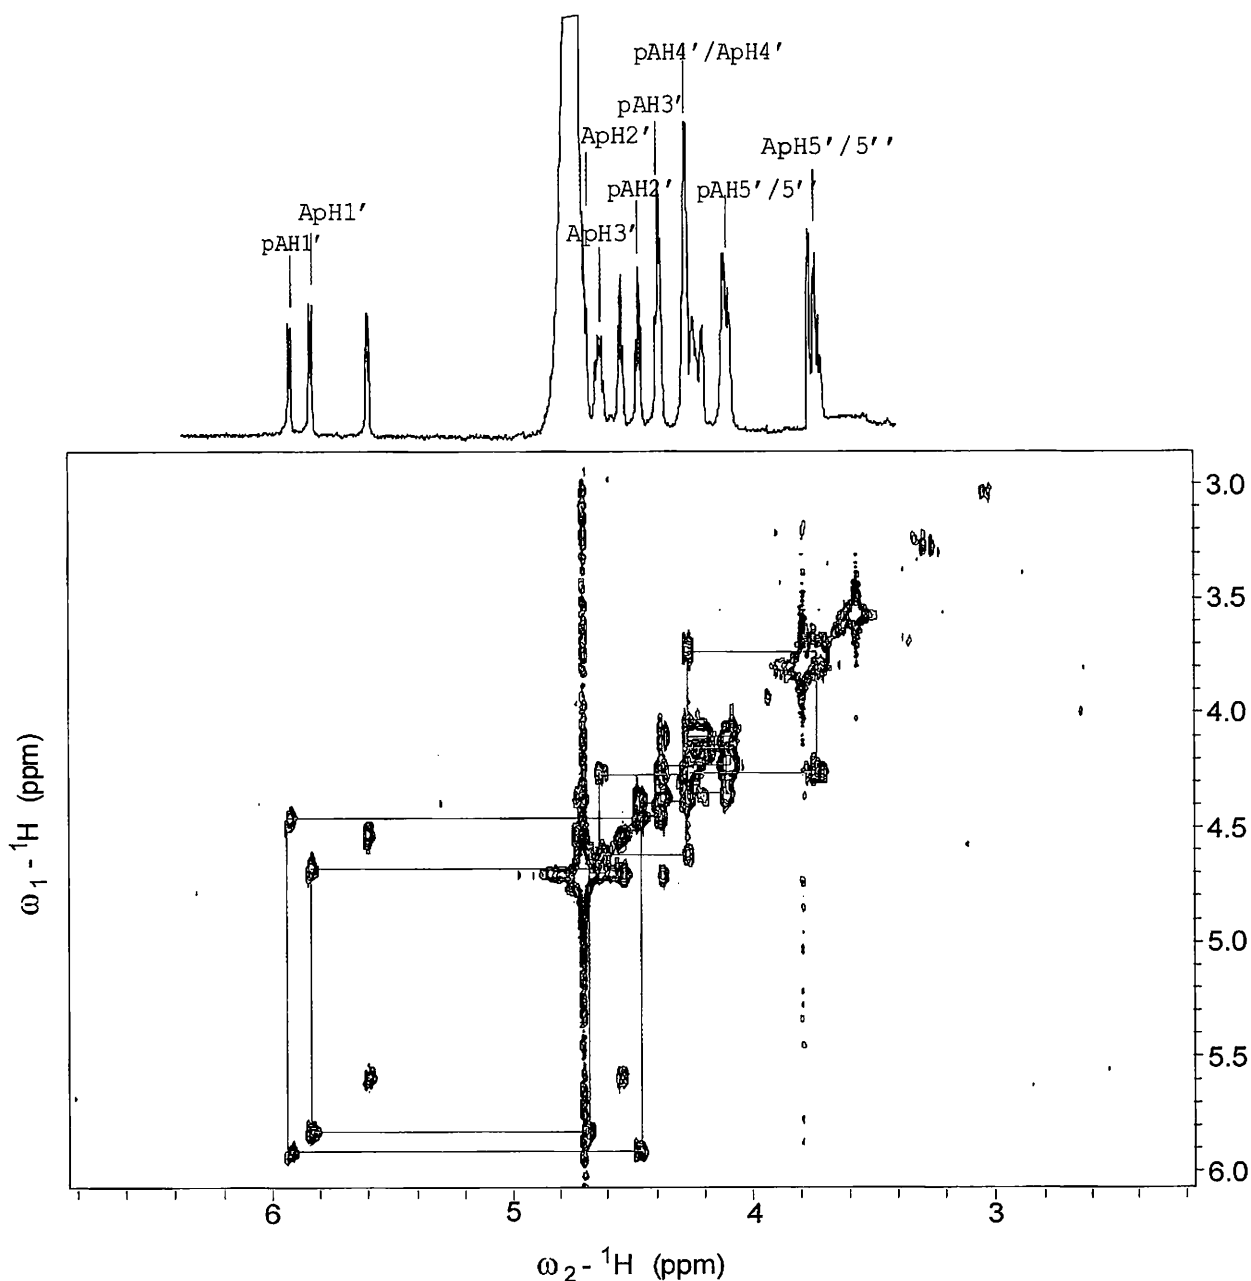 pAH4'/ApH4'
pAH3'
ApH2'
ApH5'/5''
pAH2'
pAH5'/5''
ApH1'
ApH3'
pAH1'
3.0
3.5
4.0
4.5
5.0
5.5
6.0
ω1 - 1H (ppm)
6 5 4 3
ω2 - 1H (ppm)